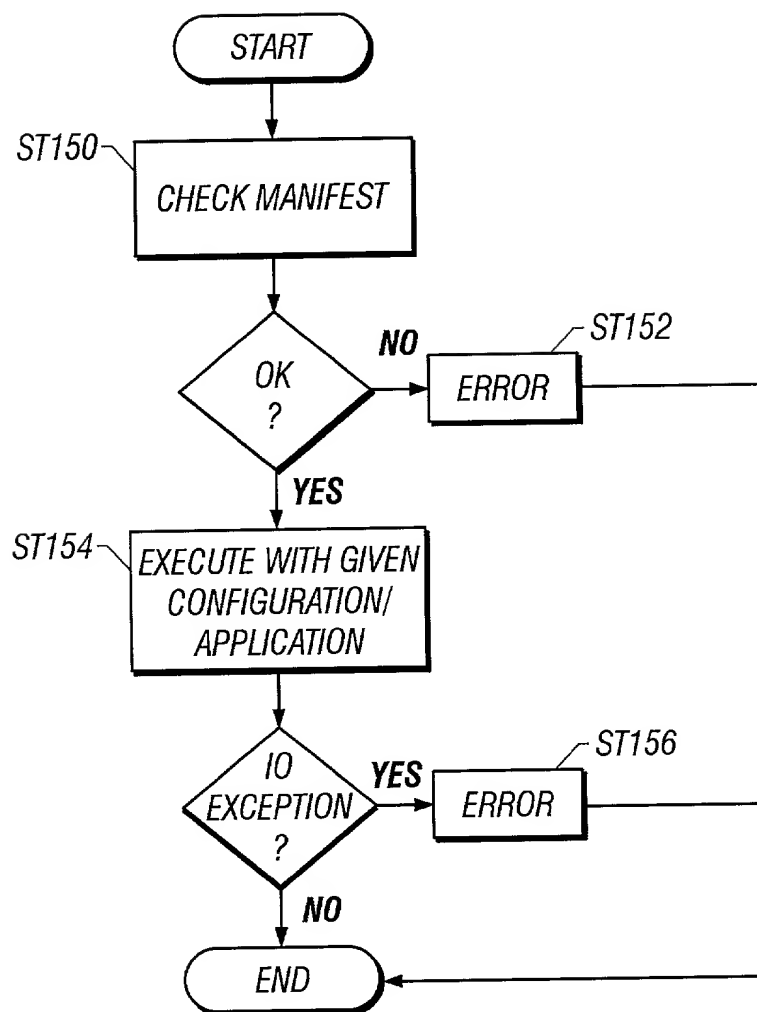 START
ST150
CHECK MANIFEST
OK
?
NO
ST152
ERROR
YES
ST154
EXECUTE WITH GIVEN
CONFIGURATION/
APPLICATION
IO
EXCEPTION
?
YES
ST156
ERROR
NO
END